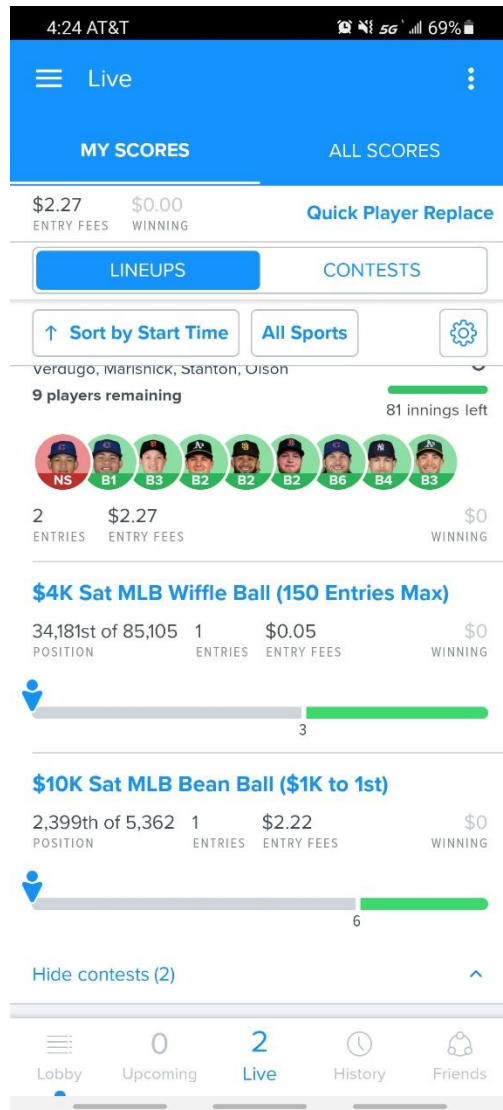 4:24 AT&T 5G 69%
Live
MY SCORES ALL SCORES
$2.27 $0.00 Quick Player Replace
ENTRY FEES WINNING
LINEUPS CONTESTS
↑ Sort by Start Time All Sports
Verdugo, Marisnick, Stanton, Olson
9 players remaining
81 innings left
NS B1 B3 B2 B2 B2 B6 B4 B3
2 $2.27 $0
ENTRIES ENTRY FEES WINNING
$4K Sat MLB Wiffle Ball (150 Entries Max)
34,181st of 85,105 1 $0.05 $0
POSITION ENTRIES ENTRY FEES WINNING
3
$10K Sat MLB Bean Ball ($1K to 1st)
2,399th of 5,362 1 $2.22 $0
POSITION ENTRIES ENTRY FEES WINNING
6
Hide contests (2)
0 2
Lobby Upcoming Live History Friends